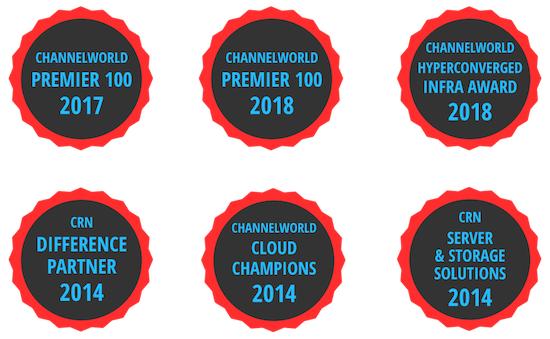 CHANNELWORLD
PREMIER 100
2017
CHANNELWORLD
PREMIER 100
2018
CHANNELWORLD
HYPERCONVERGED
INFRA AWARD
2018
CRN
DIFFERENCE
PARTNER
2014
CHANNELWORLD
CLOUD
CHAMPIONS
2014
CRN
SERVER
& STORAGE
SOLUTIONS
2014